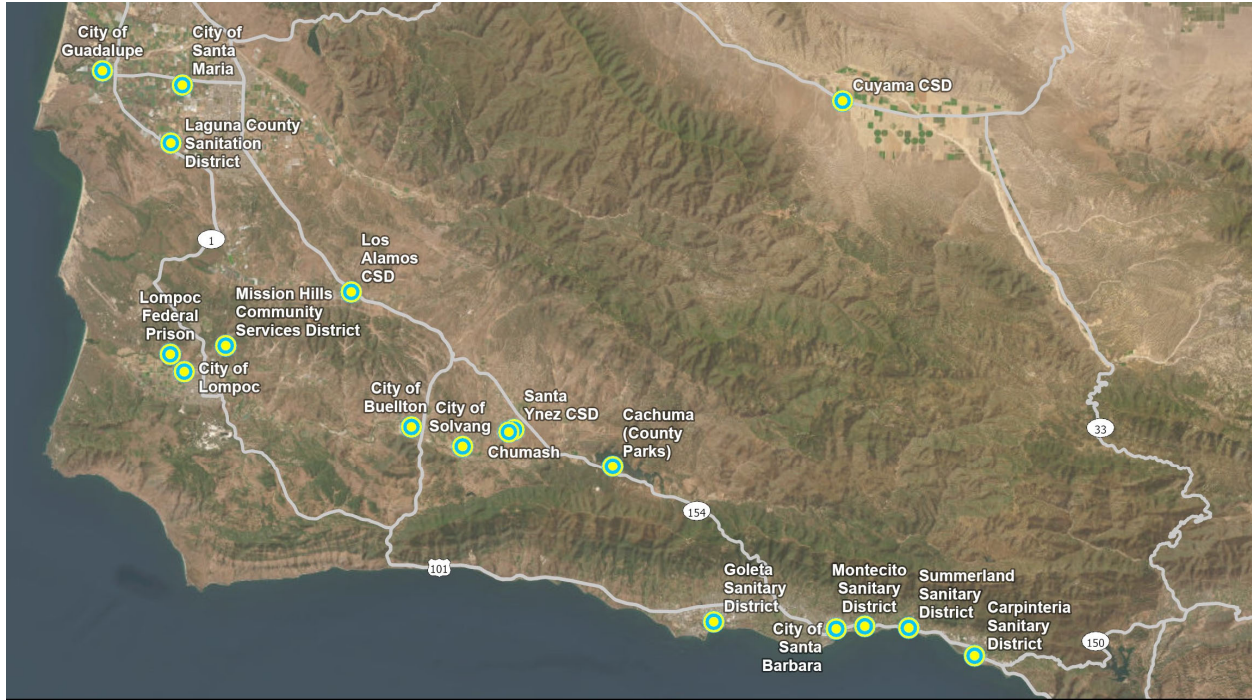 City of
Guadalupe
City of
Santa
Maria
Cuyama CSD
Laguna County
Sanitation
District
1
Los
Alamos
CSD
Lompoc
Federal
Prison
Mission Hills
Community
Services District
City of
Lompoc
City of
Buellton
City of
Solvang
Santa
Ynez CSD
Chumash
Cachuma
(County
Parks)
33
154
101
Goleta
Sanitary
District
City of
Santa
Barbara
Montecito
Sanitary
District
Summerland
Sanitary
District
Carpinteria
Sanitary
District
150